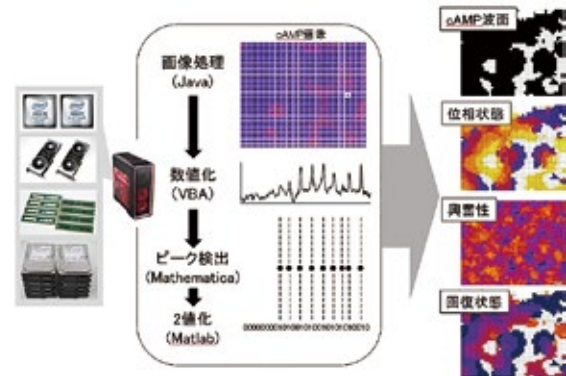 cAMP画像
画像処理
(Java)
数値化
(VBA)
ピーク検出
(Mathematica)
2値化
(Matlab)
cAMP波面
位相状態
興奮性
回復状態